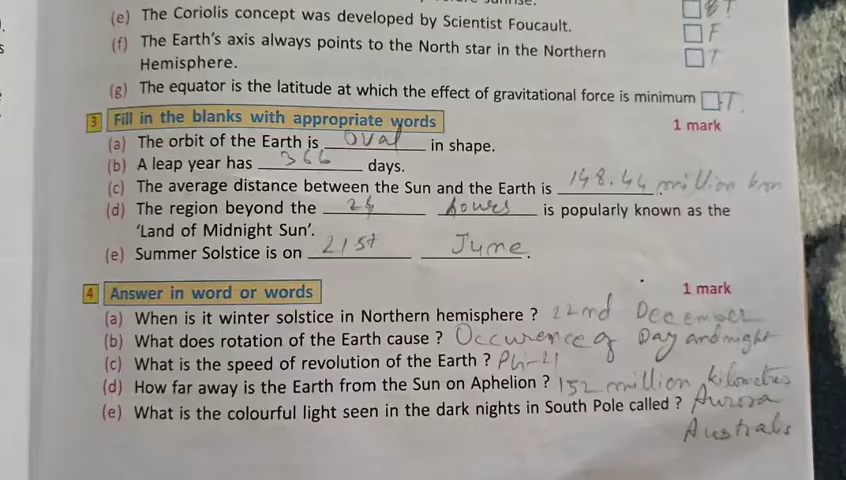 (e) The Coriolis concept was developed by Scientist Foucault. F
(f) The Earth's axis always points to the North star in the Northern
Hemisphere. T
(g) The equator is the latitude at which the effect of gravitational force is minimum T.
3 Fill in the blanks with appropriate words 1 mark
(a) The orbit of the Earth is oval in shape.
(b) A leap year has 366 days.
(c) The average distance between the Sun and the Earth is 148.44 million km
(d) The region beyond the 24 hours is popularly known as the
'Land of Midnight Sun'.
(e) Summer Solstice is on 21st June.
4 Answer in word or words 1 mark
(a) When is it winter solstice in Northern hemisphere ? 22nd December
(b) What does rotation of the Earth cause ? Occurence of Day and night
(c) What is the speed of revolution of the Earth ?
(d) How far away is the Earth from the Sun on Aphelion ? 152 million kilometres
(e) What is the colourful light seen in the dark nights in South Pole called ? Aurora
Australs